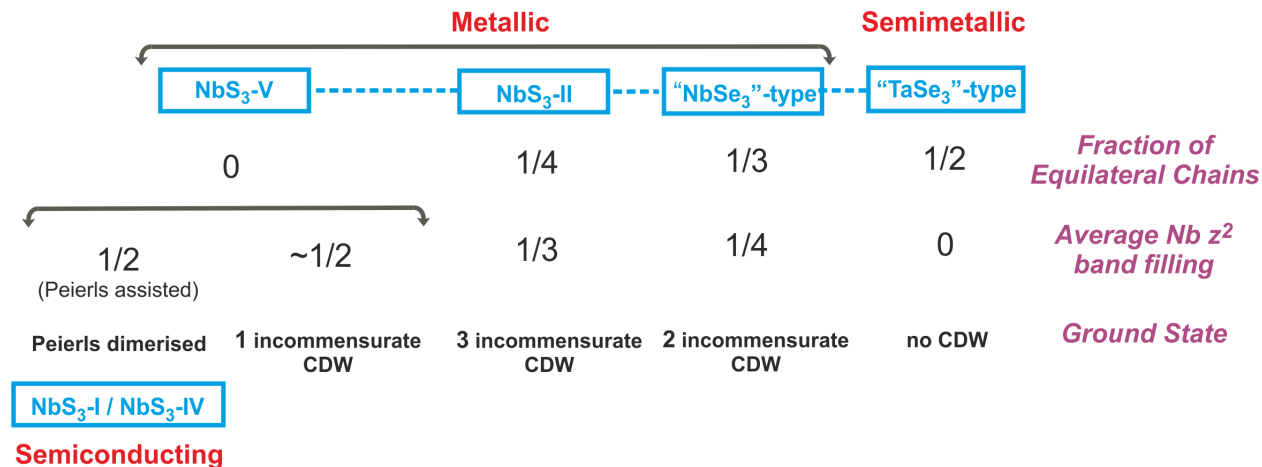 Metallic
Semimetallic
NbS3-V
NbS3-II
“NbSe3”-type
“TaSe3”-type
0
1/4
1/3
1/2
Fraction of
Equilateral Chains
1/2
~1/2
1/3
1/4
0
Average Nb z2
band filling
(Peierls assisted)
Peierls dimerised
1 incommensurate
CDW
3 incommensurate
CDW
2 incommensurate
CDW
no CDW
Ground State
NbS3-I / NbS3-IV
Semiconducting